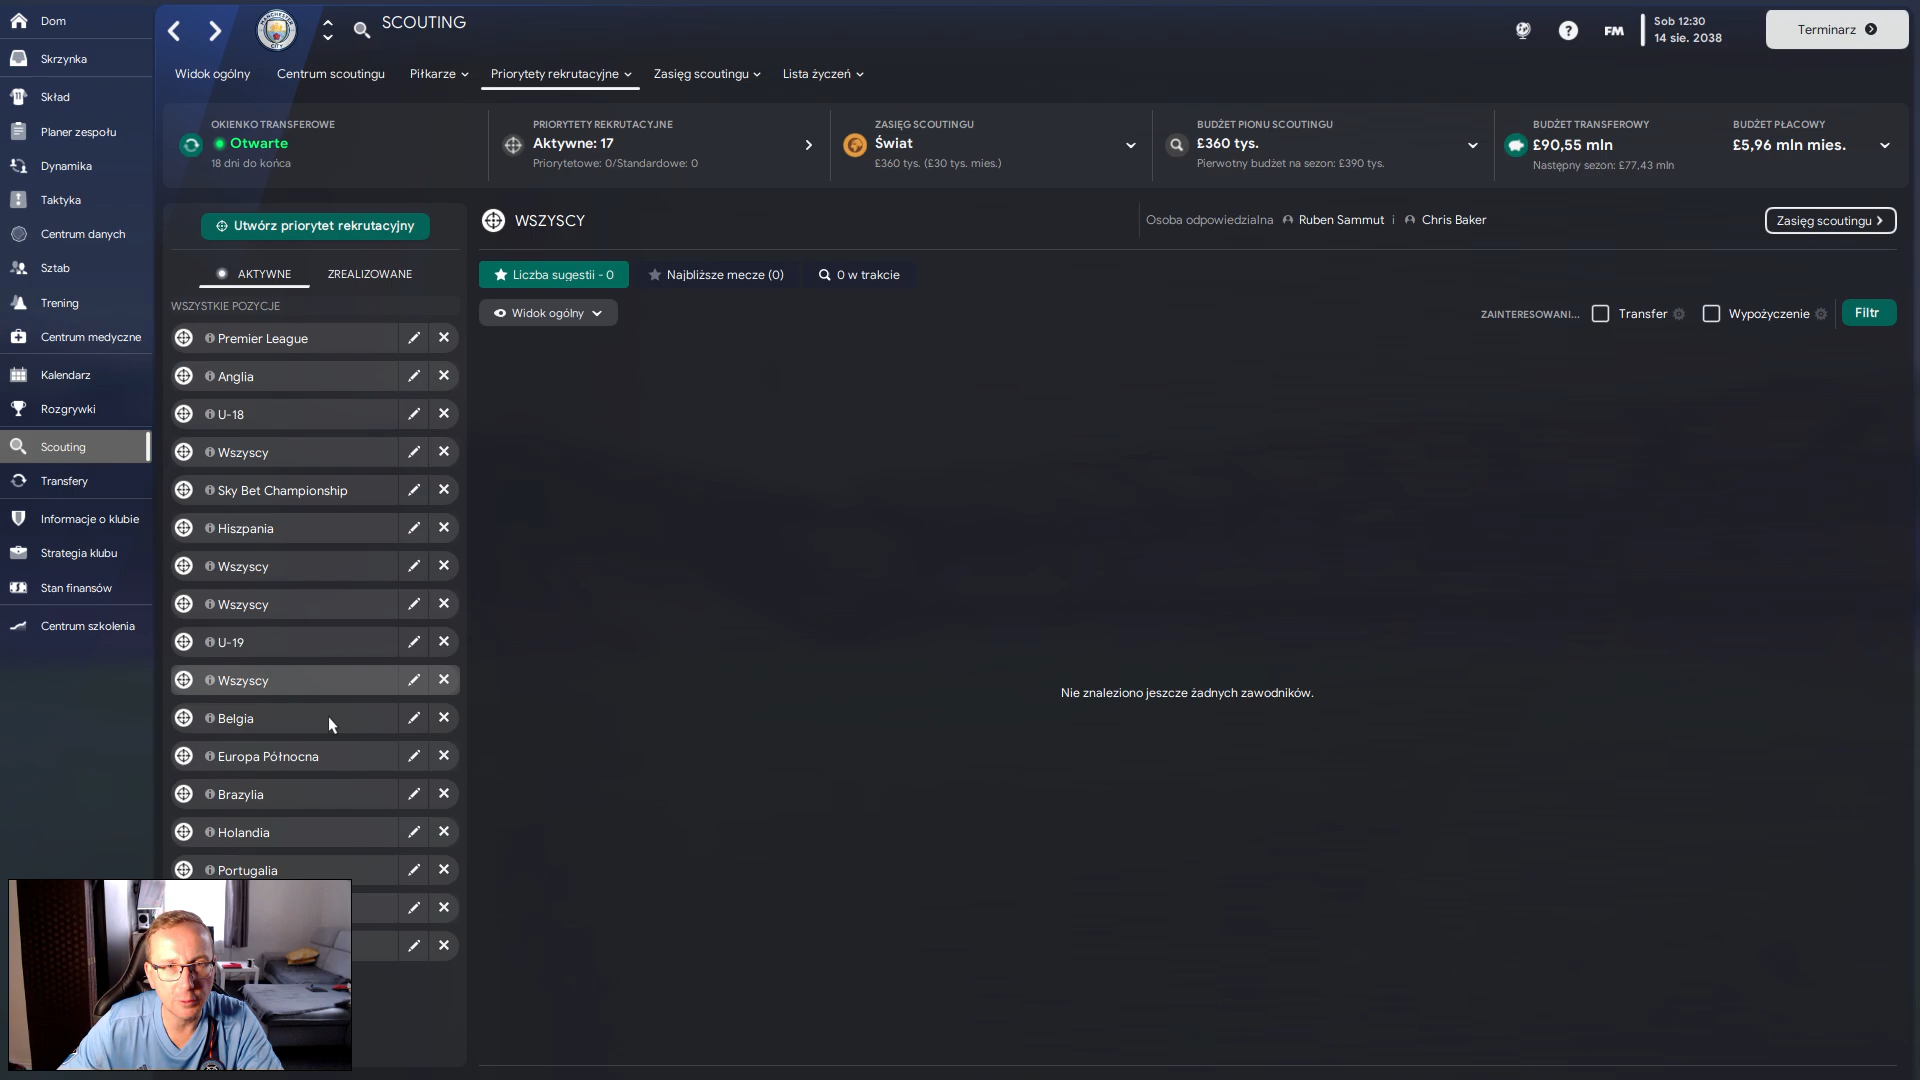 Dom
Skrzynka
Skład
Planer zespołu
Dynamika
Taktyka
Centrum danych
Sztab
Trening
Centrum medyczne
Kalendarz
Rozgrywki
Scouting
Transfery
Informacje o klubie
Strategia klubu
Stan finansów
Centrum szkolenia
SCOUTING
FM
Sob 12:30
14 sie. 2038
Terminarz
Widok ogólny
Centrum scoutingu
Piłkarze
Priorytety rekrutacyjne
Zasięg scoutingu
Lista życzeń
OKIENKO TRANSFEROWE
Otwarte
18 dni do końca
PRIORYTETY REKRUTACYJNE
Aktywne: 17
Priorytetowe: 0/Standardowe: 0
ZASIĘG SCOUTINGU
Świat
£360 tys. (£30 tys. mies.)
BUDŻET PIONU SCOUTINGU
£360 tys.
Pierwotny budżet na sezon: £390 tys.
BUDŻET TRANSFEROWY
£90,55 mln
Następny sezon: £77,43 mln
BUDŻET PŁACOWY
£5,96 mln mies.
Utwórz priorytet rekrutacyjny
AKTYWNE
ZREALIZOWANE
WSZYSTKIE POZYCJE
Premier League
Anglia
U-18
Wszyscy
Sky Bet Championship
Hiszpania
Wszyscy
Wszyscy
U-19
Wszyscy
Belgia
Europa Północna
Brazylia
Holandia
Portugalia
WSZYSCY
Osoba odpowiedzialna Ruben Sammut i Chris Baker
Zasięg scoutingu
Liczba sugestii - 0
Najbliższe mecze (0)
0 w trakcie
Widok ogólny
ZAINTERESOWANI...
Transfer
Wypożyczenie
Filtr
Nie znaleziono jeszcze żadnych zawodników.